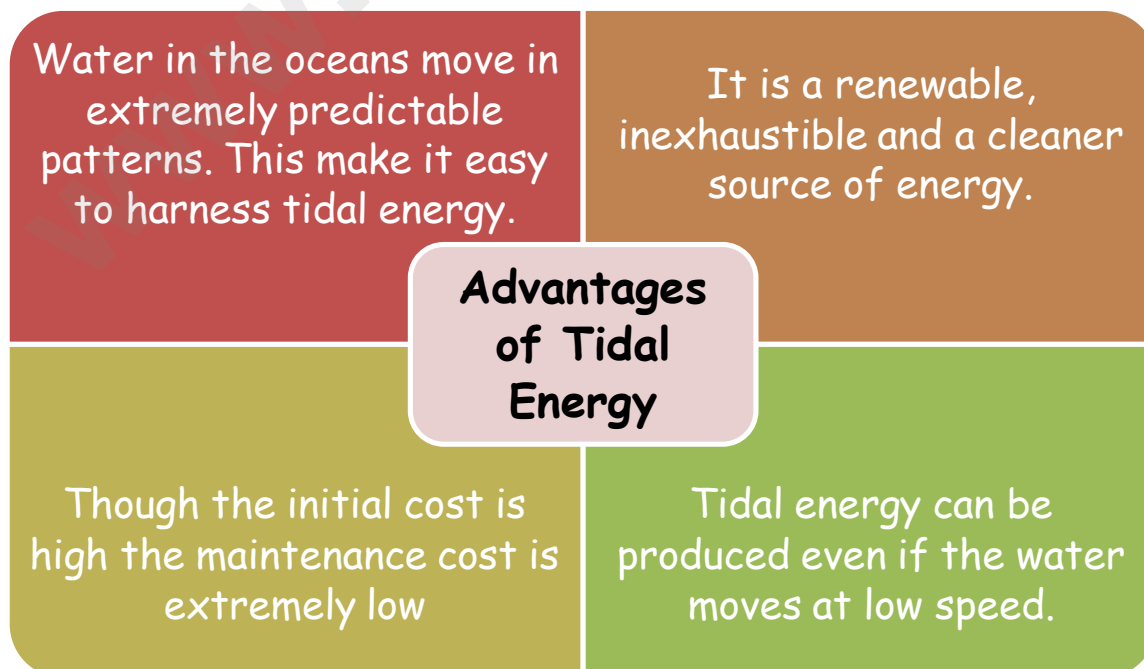 Water in the oceans move in
extremely predictable
patterns. This make it easy
to harness tidal energy.
It is a renewable,
inexhaustible and a cleaner
source of energy.
Advantages
of Tidal
Energy
Though the initial cost is
high the maintenance cost is
extremely low
Tidal energy can be
produced even if the water
moves at low speed.
www.